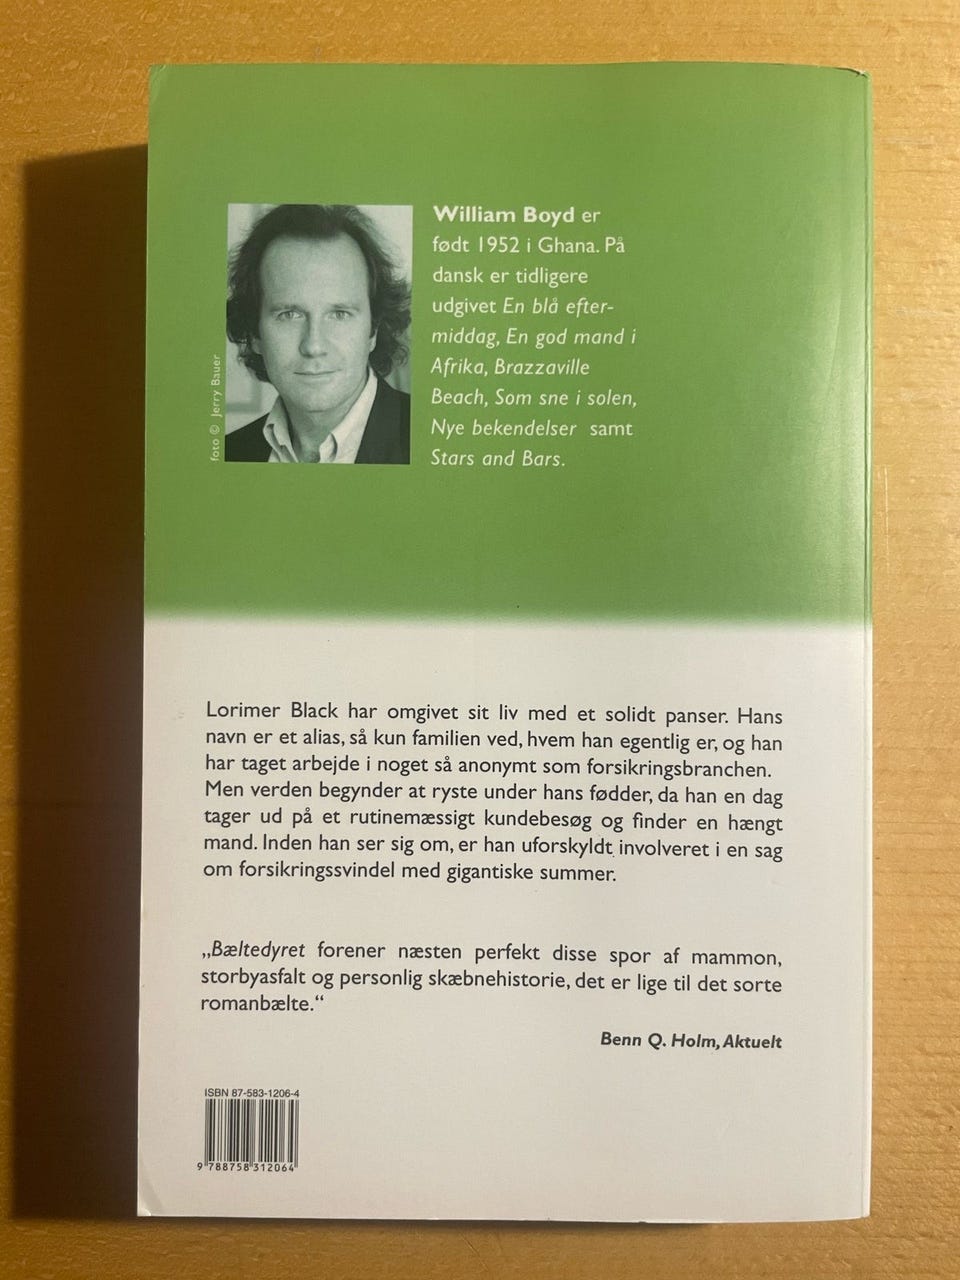 William Boyd er
født 1952 i Ghana. På
dansk er tidligere
udgivet En blå efter-
middag, En god mand i
Afrika, Brazzaville
Beach, Som sne i solen,
Nye bekendelser samt
Stars and Bars.
foto © Jerry Bauer
Lorimer Black har omgivet sit liv med et solidt panser. Hans
navn er et alias, så kun familien ved, hvem han egentlig er, og han
har taget arbejde i noget så anonymt som forsikringsbranchen.
Men verden begynder at ryste under hans fødder, da han en dag
tager ud på et rutinemæssigt kundebesøg og finder en hængt
mand. Inden han ser sig om, er han uforskyldt involveret i en sag
om forsikringssvindel med gigantiske summer.
„Bæltedyret forener næsten perfekt disse spor af mammon,
storbyasfalt og personlig skæbnehistorie, det er lige til det sorte
romanbælte.“
Benn Q. Holm, Aktuelt
ISBN 87-583-1206-4
9 788758 312064